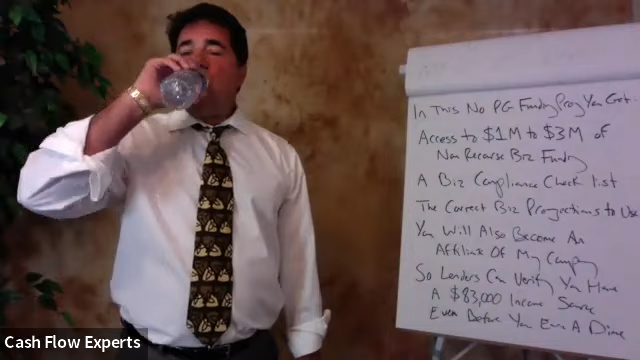 In This No PG Funding Prog You Get.
Access to $1M to $3M of
Non Recourse Biz Funding
A Biz Compliance Check list
The Correct Biz Projections to Use
You Will Also Become An
Affiliate Of My Company
So Lenders Can Verify You Have
A $83,000 Income Source
Even Before You Earn A Dime
Cash Flow Experts